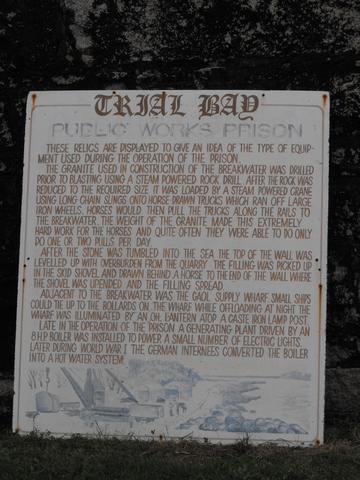 TRIAL BAY
PUBLIC WORKS PRISON
THESE RELICS ARE DISPLAYED TO GIVE AN IDEA OF THE TYPE OF EQUIP-
MENT USED DURING THE OPERATION OF THE PRISON.
THE GRANITE USED IN CONSTRUCTION OF THE BREAKWATER WAS DRILLED
PRIOR TO BLASTING USING A STEAM POWERED ROCK DRILL. AFTER THE ROCK WAS
REDUCED TO THE REQUIRED SIZE IT WAS LOADED BY A STEAM POWERED CRANE
USING LONG CHAIN SLINGS ONTO HORSE-DRAWN TRUCKS WHICH RAN OFF LARGE
IRON WHEELS. HORSES WOULD THEN PULL THE TRUCKS ALONG THE RAILS TO
THE BREAKWATER. THE WEIGHT OF THE GRANITE MADE THIS EXTREMELY
HARD WORK FOR THE HORSES AND QUITE OFTEN THEY WERE ABLE TO DO ONLY
DO ONE OR TWO PULLS PER DAY.
AFTER THE STONE WAS TUMBLED INTO THE SEA THE TOP OF THE WALL WAS
LEVELLED UP WITH OVERBURDEN FROM THE QUARRY. THE FILLING WAS PICKED UP
IN THE SKID SHOVEL AND DRAWN BEHIND A HORSE TO THE END OF THE WALL WHERE
THE SHOVEL WAS UPENDED AND THE FILLING SPREAD.
ADJACENT TO THE BREAKWATER WAS THE GAOL SUPPLY WHARF. SMALL SHIPS
COULD TIE UP TO THE BOLLARDS ON THE WHARF WHILE OFFLOADING. AT NIGHT THE
WHARF WAS ILLUMINATED BY AN OIL LANTERN ATOP A CASTE IRON LAMP POST.
LATE IN THE OPERATION OF THE PRISON A GENERATING PLANT DRIVEN BY AN
8 H.P. BOILER WAS INSTALLED TO POWER A SMALL NUMBER OF ELECTRIC LIGHTS.
LATER DURING WORLD WAR I THE GERMAN INTERNEES CONVERTED THE BOILER
INTO A HOT WATER SYSTEM.